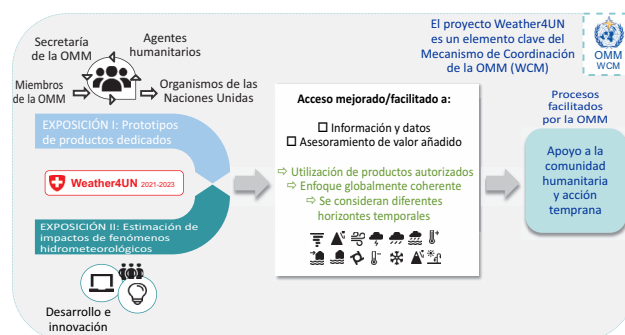 Secretaría
de la OMM
Agentes
humanitarios
Miembros
de la OMM
Organismos de las
Naciones Unidas
El proyecto Weather4UN
es un elemento clave del
Mecanismo de Coordinación
de la OMM (WCM)
OMM
WCM
EXPOSICIÓN I: Prototipos
de productos dedicados
Weather4UN 2021-2023
EXPOSICIÓN II: Estimación de
impactos de fenómenos
hidrometeorológicos
Desarrollo e
innovación
Acceso mejorado/facilitado a:
☐ Información y datos
☐ Asesoramiento de valor añadido
⇨ Utilización de productos autorizados
⇨ Enfoque globalmente coherente
⇨ Se consideran diferentes
horizontes temporales
Procesos
facilitados
por la OMM
Apoyo a la
comunidad
humanitaria
y acción
temprana